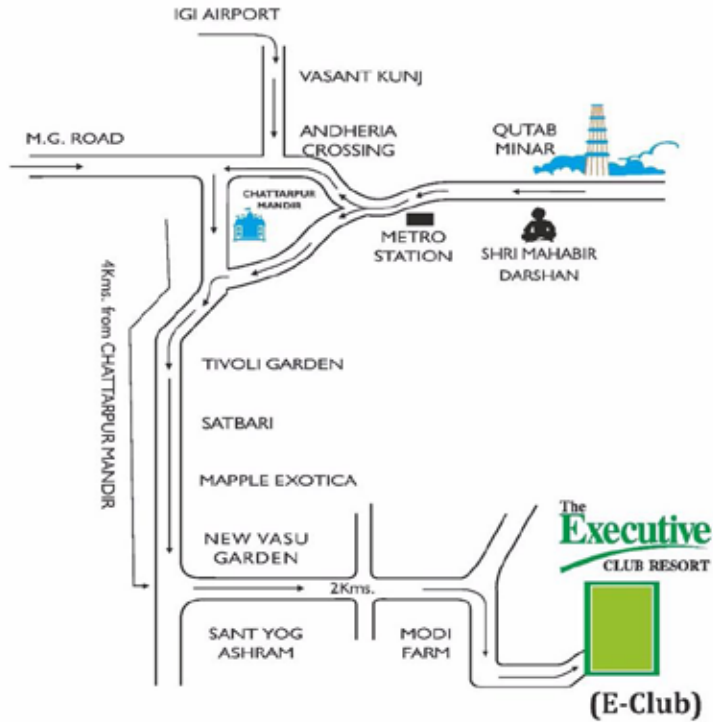 IGI AIRPORT
VASANT KUNJ
M.G. ROAD
ANDHERIA
CROSSING
QUTAB
MINAR
CHATTARPUR
MANDIR
METRO
STATION
SHRI MAHABIR
DARSHAN
4Kms. from CHATTARPUR MANDIR
TIVOLI GARDEN
SATBARI
MAPPLE EXOTICA
NEW VASU
GARDEN
2Kms.
SANT YOG
ASHRAM
MODI
FARM
The
Executive
CLUB RESORT
(E-Club)